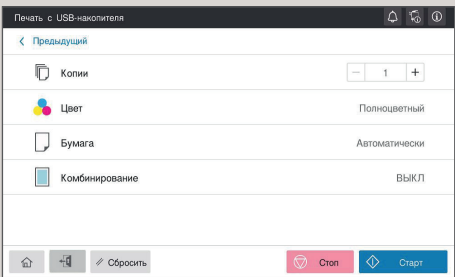 Печать с USB-накопителя
Предыдущий
Копии
1
Цвет
Полноцветный
Бумага
Автоматически
Комбинирование
ВЫКЛ
Сбросить
Стоп
Старт